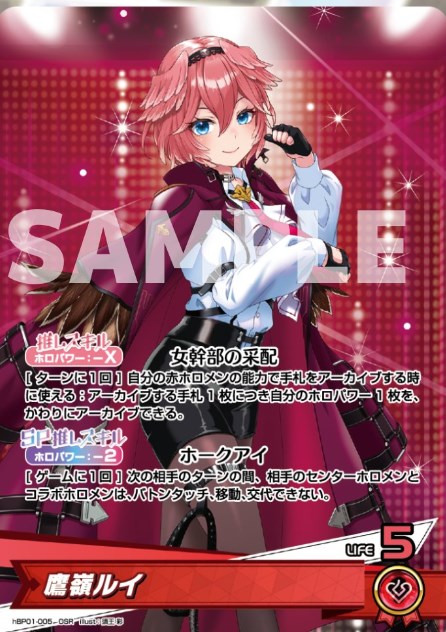 SAMPLE
推しスキル
ホロパワー：－X
女幹部の采配
[ターンに1回]自分の赤ホロメンの能力で手札をアーカイブする時
に使える：アーカイブする手札1枚につき自分のホロパワー1枚を、
かわりにアーカイブできる。
SP推しスキル
ホロパワー：－2
ホークアイ
[ゲームに1回]次の相手のターンの間、相手のセンターホロメンと
コラボホロメンは、バトンタッチ、移動、交代できない。
LIFE 5
鷹嶺ルイ
hBP01-005 OSR illust